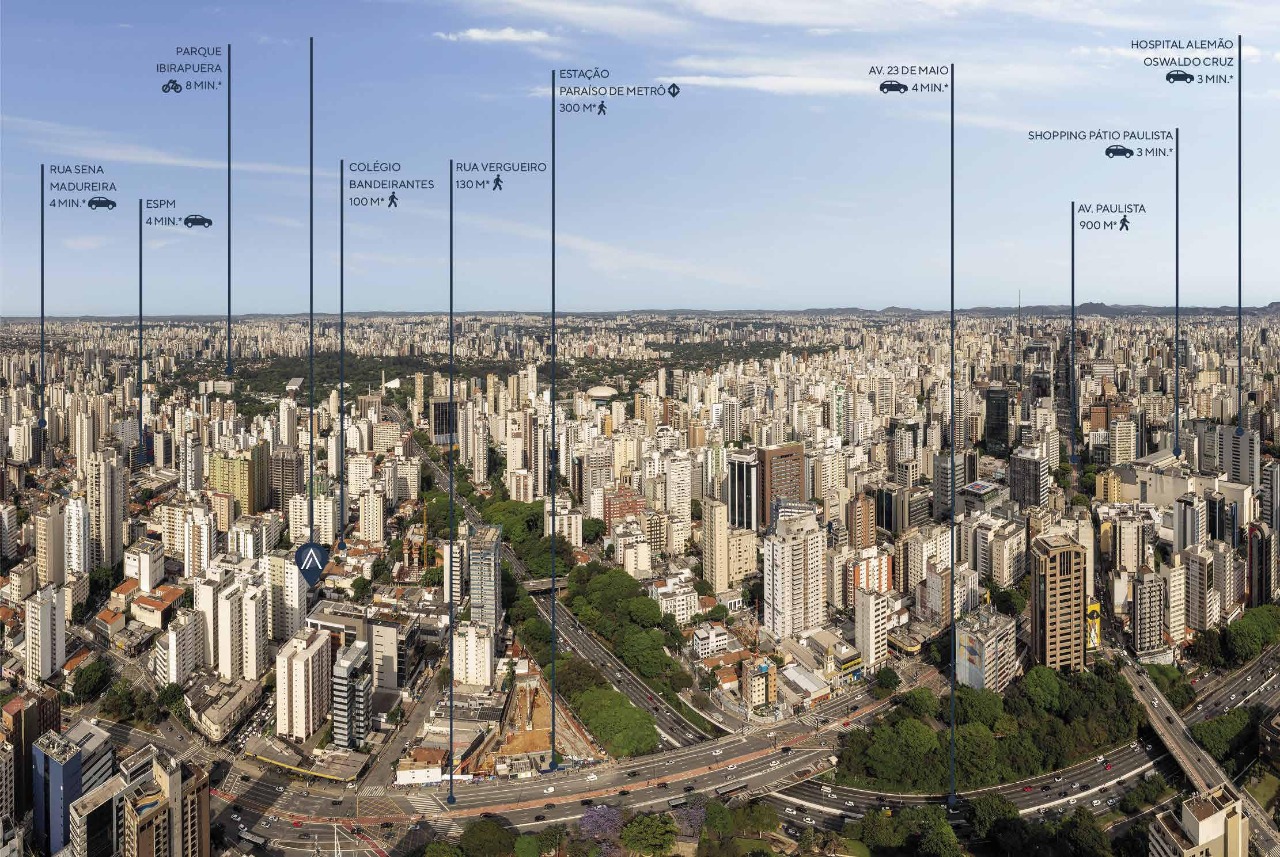 PARQUE
IBIRAPUERA
8 MIN.*
RUA SENA
MADUREIRA
4 MIN.*
ESPM
4 MIN.*
COLÉGIO
BANDEIRANTES
100 M*
RUA VERGUEIRO
130 M*
ESTAÇÃO
PARAÍSO DE METRÔ
300 M*
AV. 23 DE MAIO
4 MIN.*
HOSPITAL ALEMÃO
OSWALDO CRUZ
3 MIN.*
SHOPPING PÁTIO PAULISTA
3 MIN.*
AV. PAULISTA
900 M*